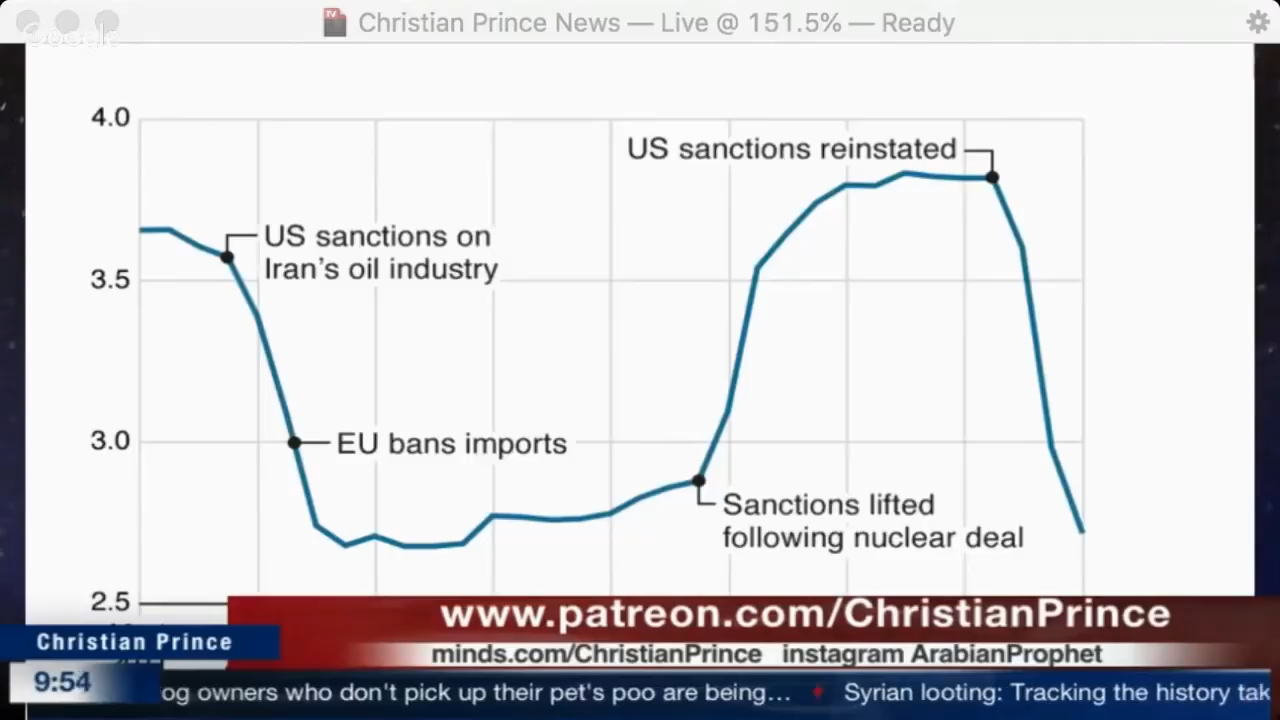 Christian Prince News — Live @ 151.5% — Ready
Google
4.0
US sanctions reinstated
US sanctions on
Iran's oil industry
3.5
3.0
EU bans imports
Sanctions lifted
following nuclear deal
2.5
www.patreon.com/ChristianPrince
Christian Prince
minds.com/ChristianPrince instagram ArabianProphet
9:54
og owners who don't pick up their pet's poo are being... Syrian looting: Tracking the history tak